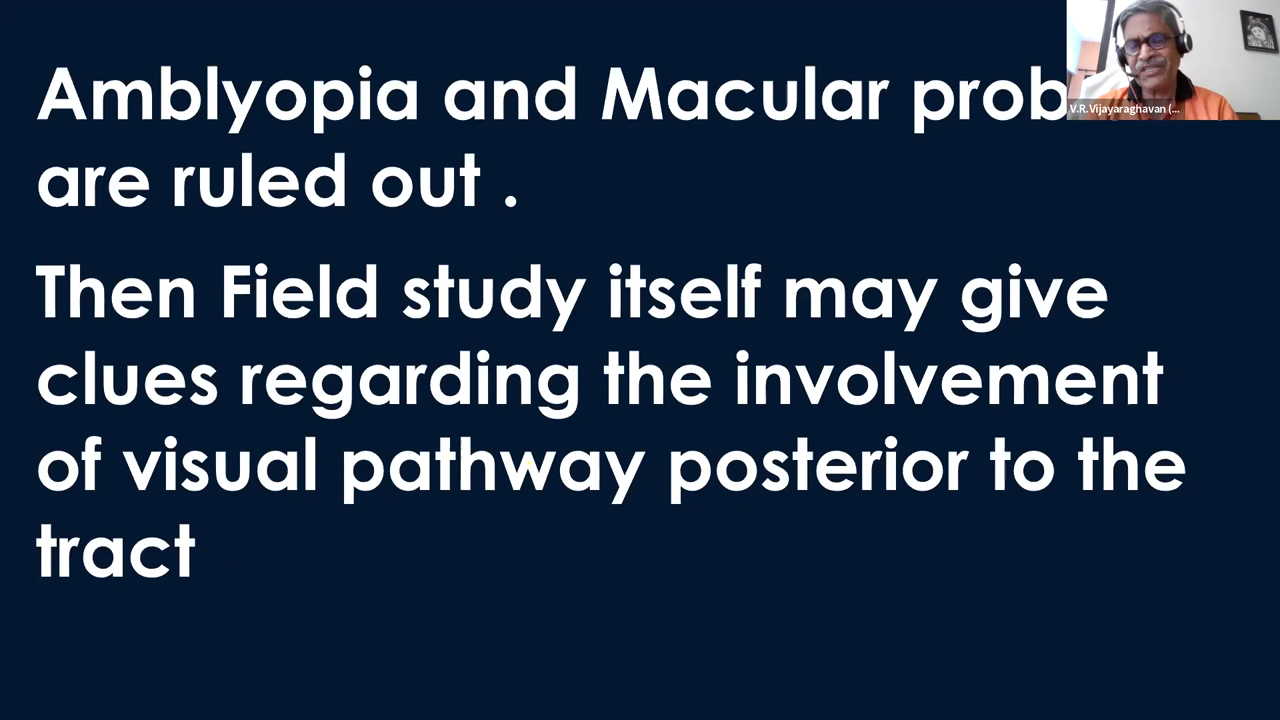 Amblyopia and Macular prob
are ruled out .
Then Field study itself may give
clues regarding the involvement
of visual pathway posterior to the
tract
V.R.Vijayaraghavan (...